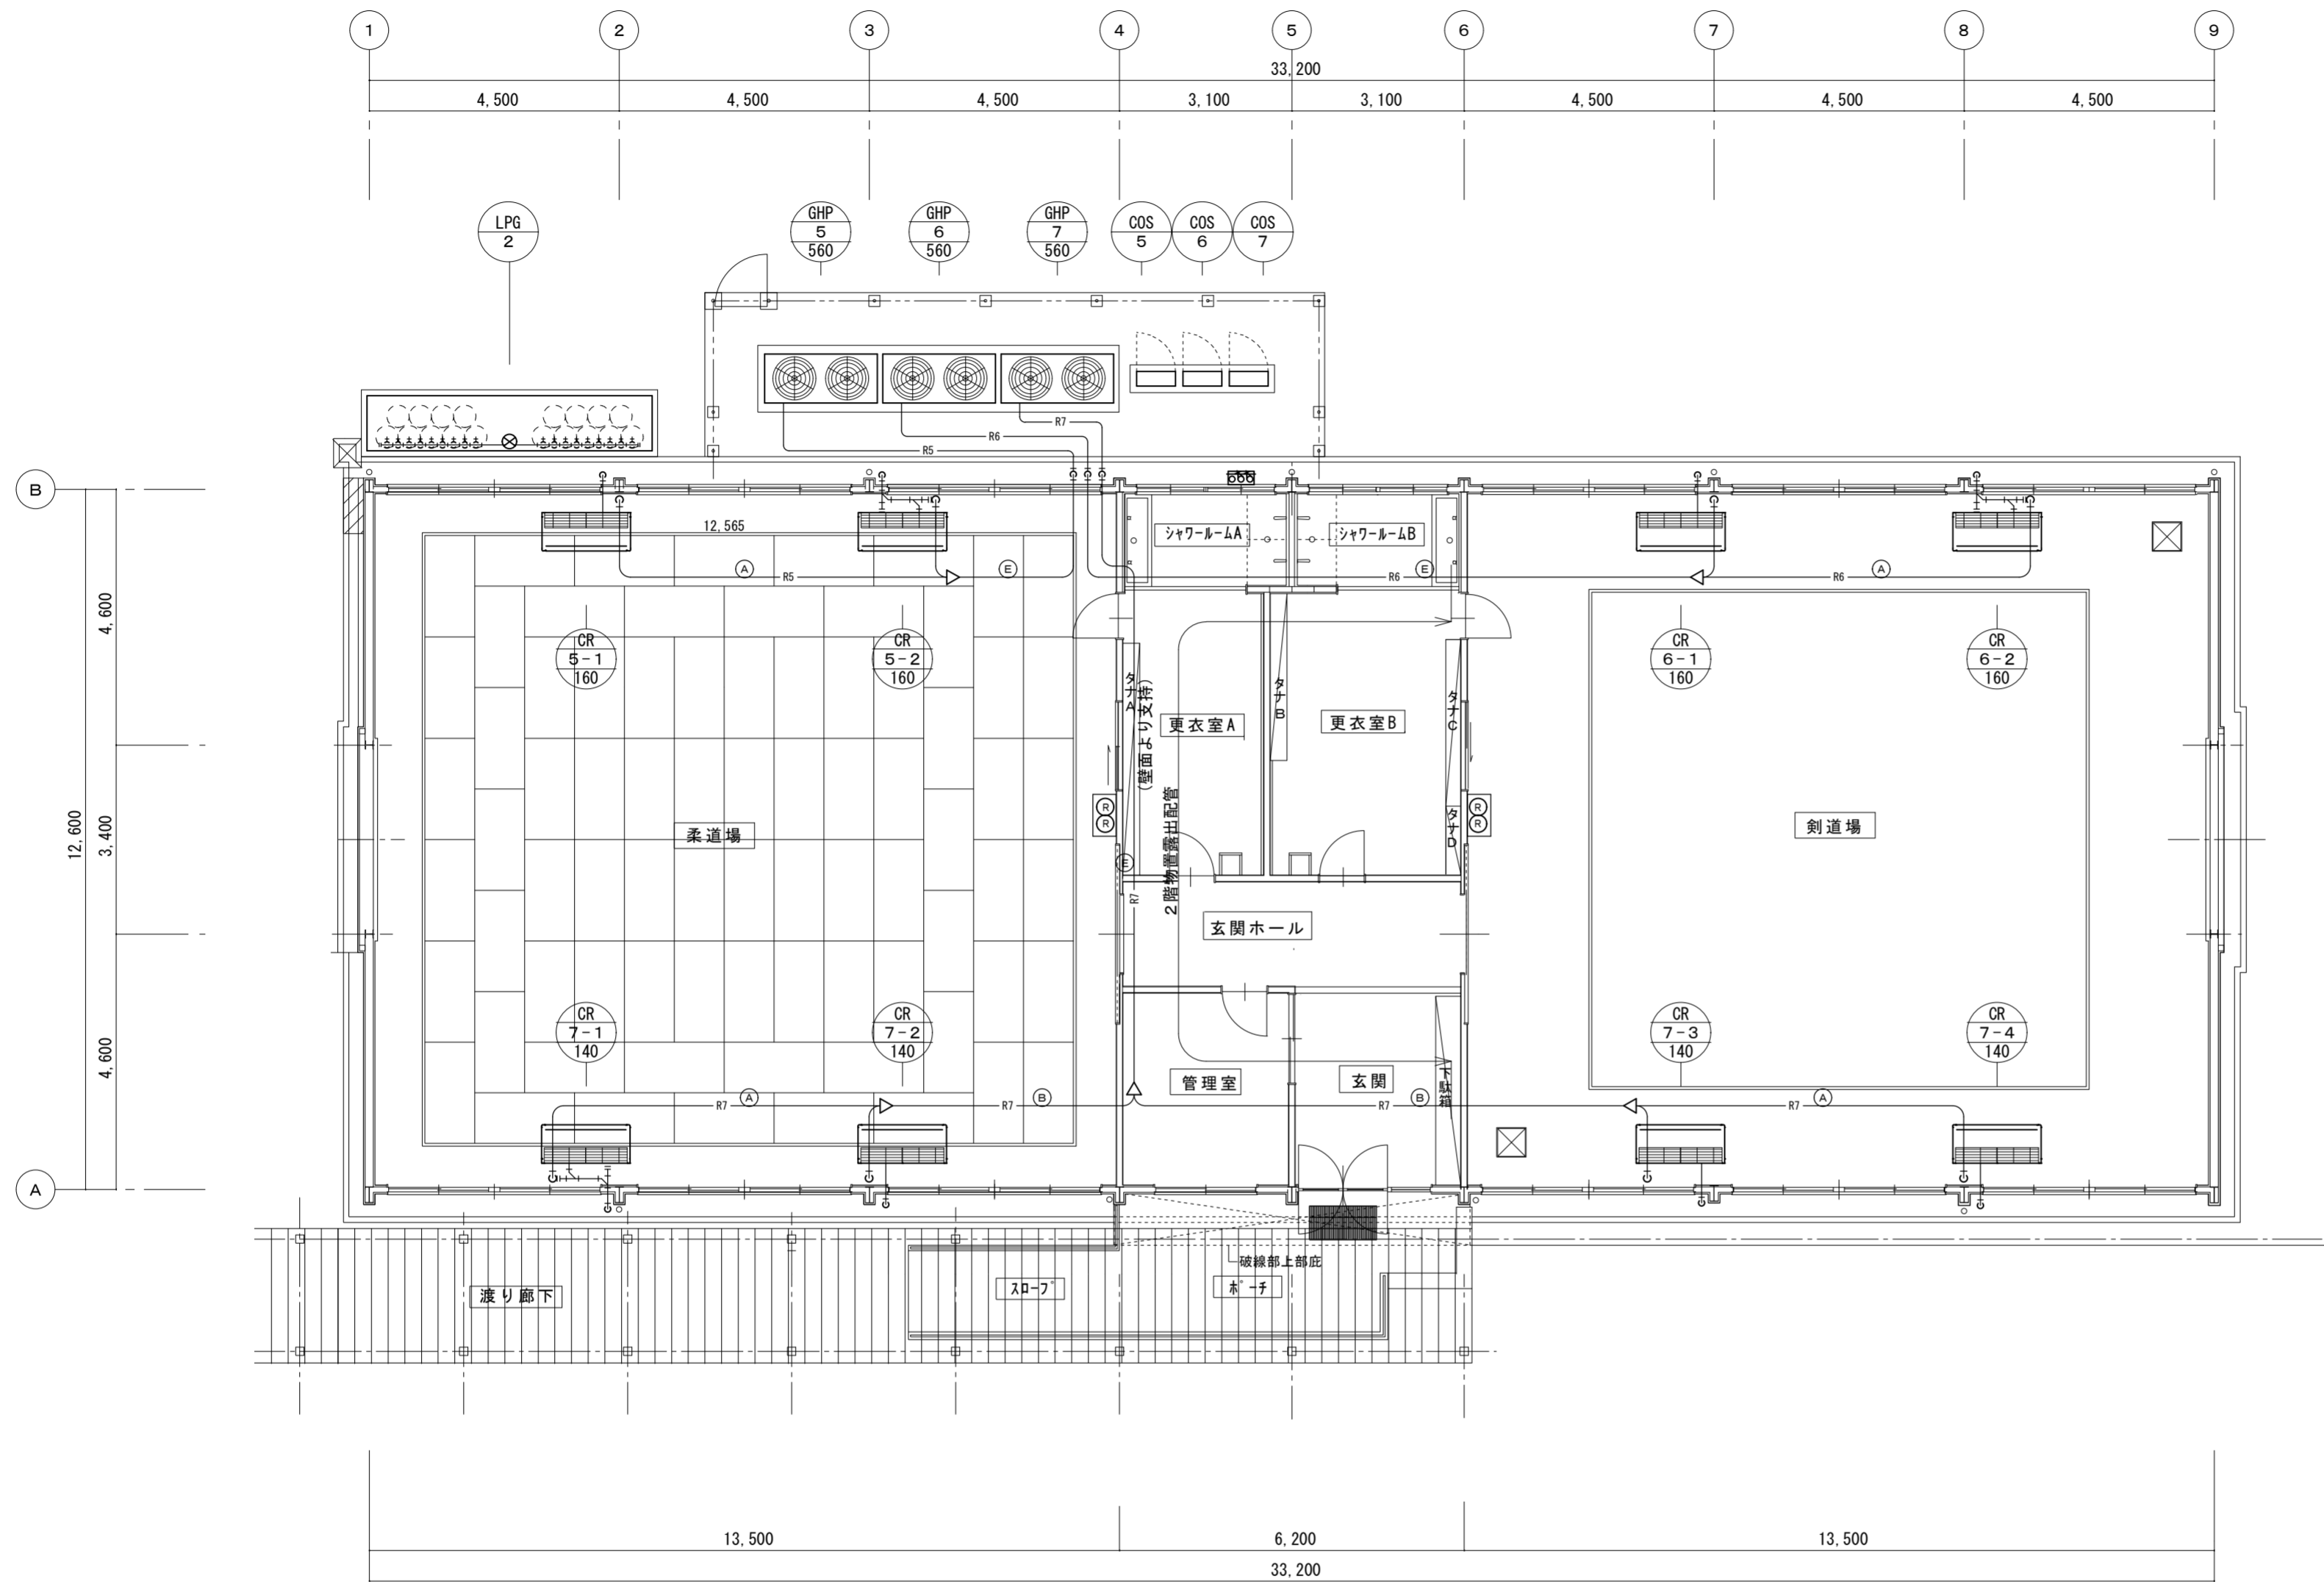 1 2 3 4 5 6 7 8 9
33,200
4,500 4,500 4,500 3,100 3,100 4,500 4,500 4,500
LPG
2
GHP
5
560
GHP
6
560
GHP
7
560
COS
5
COS
6
COS
7
R7
R6
R5
B
12,565
シャワールームA
シャワールームB
A
R5
E
E
R6
A
R6
4,600
CR
5-1
160
CR
5-2
160
CR
6-1
160
CR
6-2
160
タナA
(壁面より支持)
2階物置露出配管
更衣室A
タナB
更衣室B
タナC
タナD
R
R
R
R
12,600
3,400
柔道場
剣道場
E
R7
玄関ホール
CR
7-1
140
CR
7-2
140
CR
7-3
140
CR
7-4
140
4,600
管理室
玄関
下駄箱
R7
A
R7
B
R7
B
R7
A
A
破線部上部庇
渡り廊下
スロープ
ポーチ
13,500 6,200 13,500
33,200